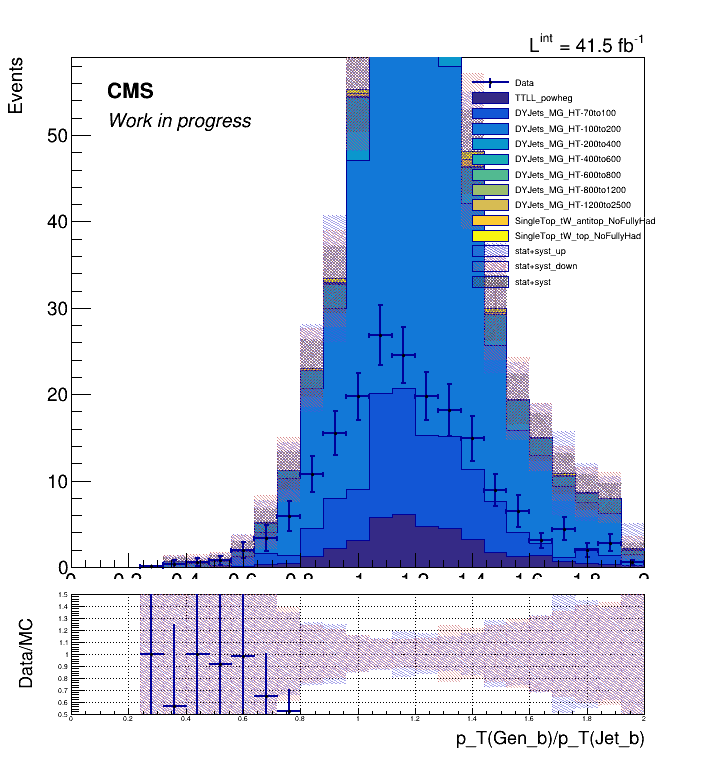 L^int = 41.5 fb^-1
Events
CMS
Work in progress
Data
TTLL_powheg
DYJets_MG_HT-70to100
DYJets_MG_HT-100to200
DYJets_MG_HT-200to400
DYJets_MG_HT-400to600
DYJets_MG_HT-600to800
DYJets_MG_HT-800to1200
DYJets_MG_HT-1200to2500
SingleTop_tW_antitop_NoFullyHad
SingleTop_tW_top_NoFullyHad
stat+syst_up
stat+syst_down
stat+syst
50
40
30
20
10
0
0 0.2 0.4 0.6 0.8 1 1.2 1.4 1.6 1.8 2
Data/MC
1.5
1.4
1.3
1.2
1.1
1
0.9
0.8
0.7
0.6
0.5
0 0.2 0.4 0.6 0.8 1 1.2 1.4 1.6 1.8 2
p_T(Gen_b)/p_T(Jet_b)